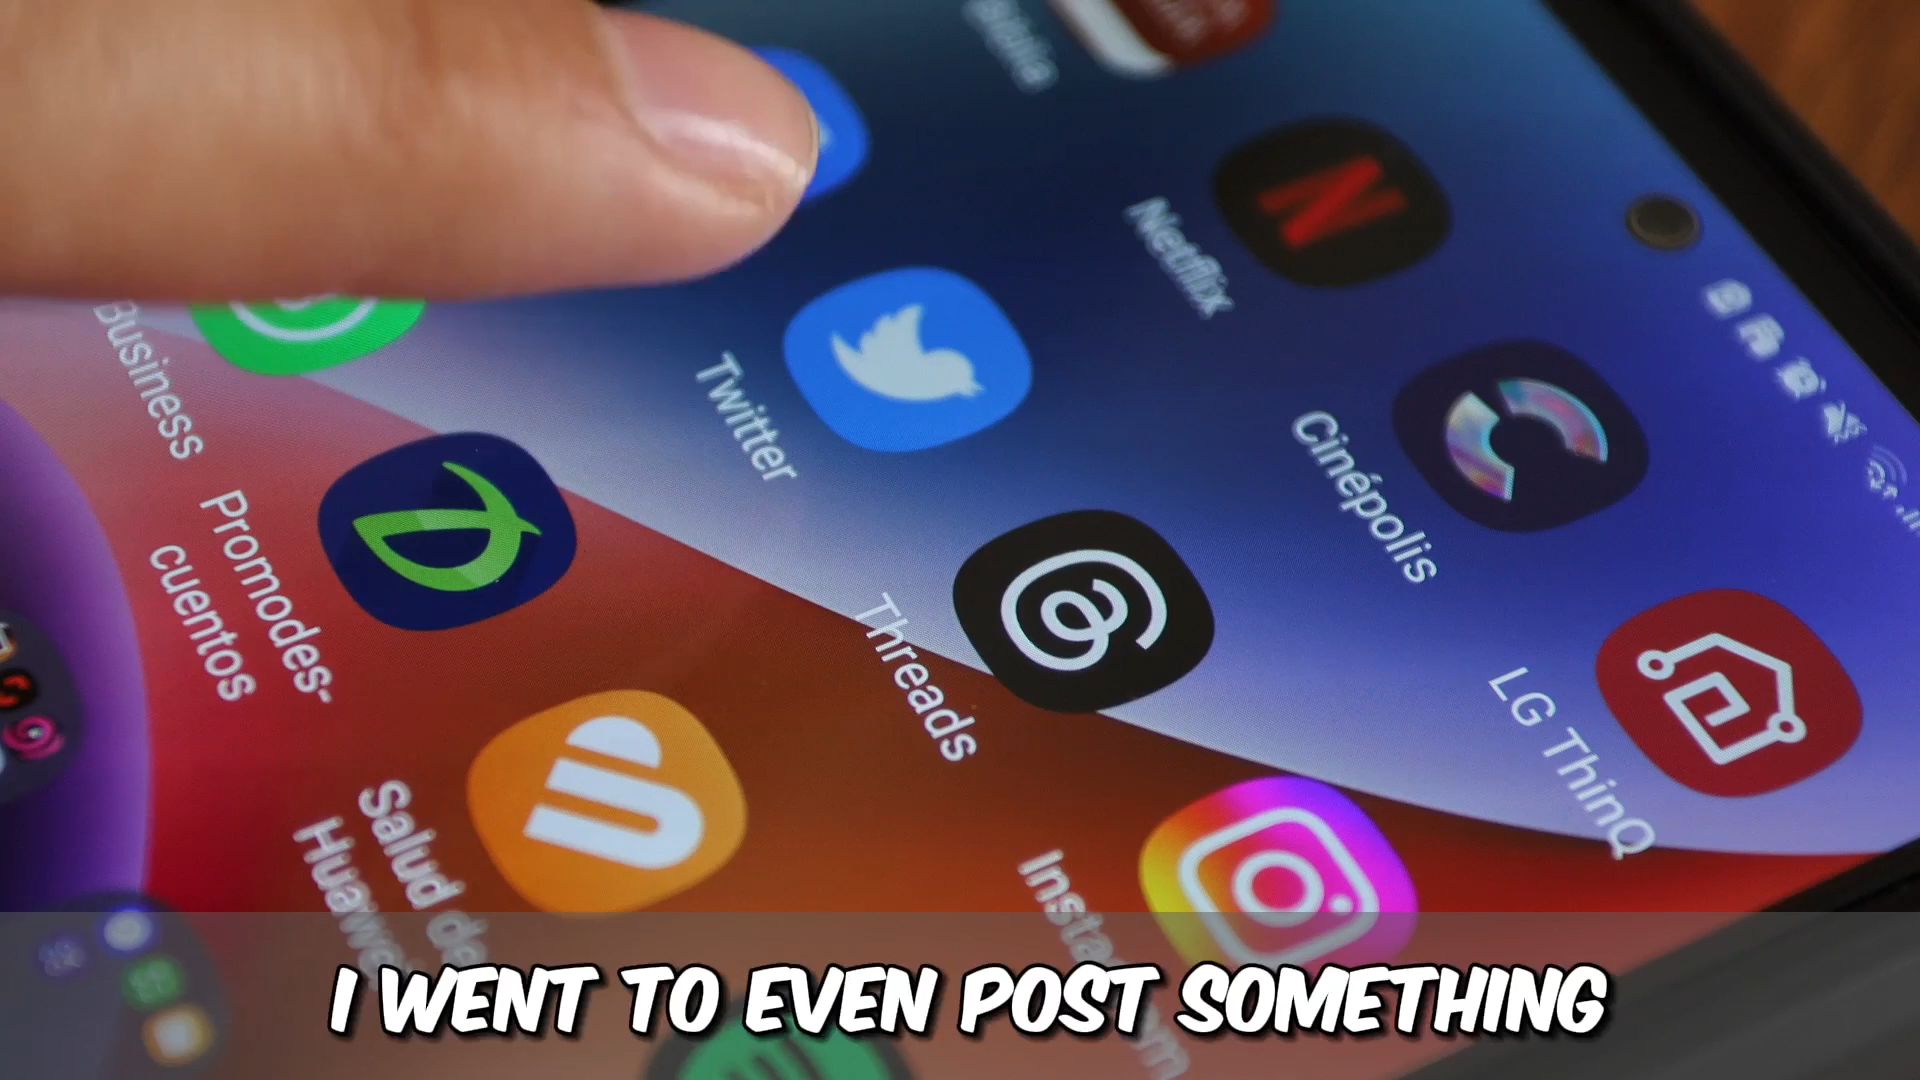 Netflix
Business
Twitter
Cinépolis
Promodes-
cuentos
Threads
LG ThinQ
Salud de
Huawei
I WENT TO EVEN POST SOMETHING